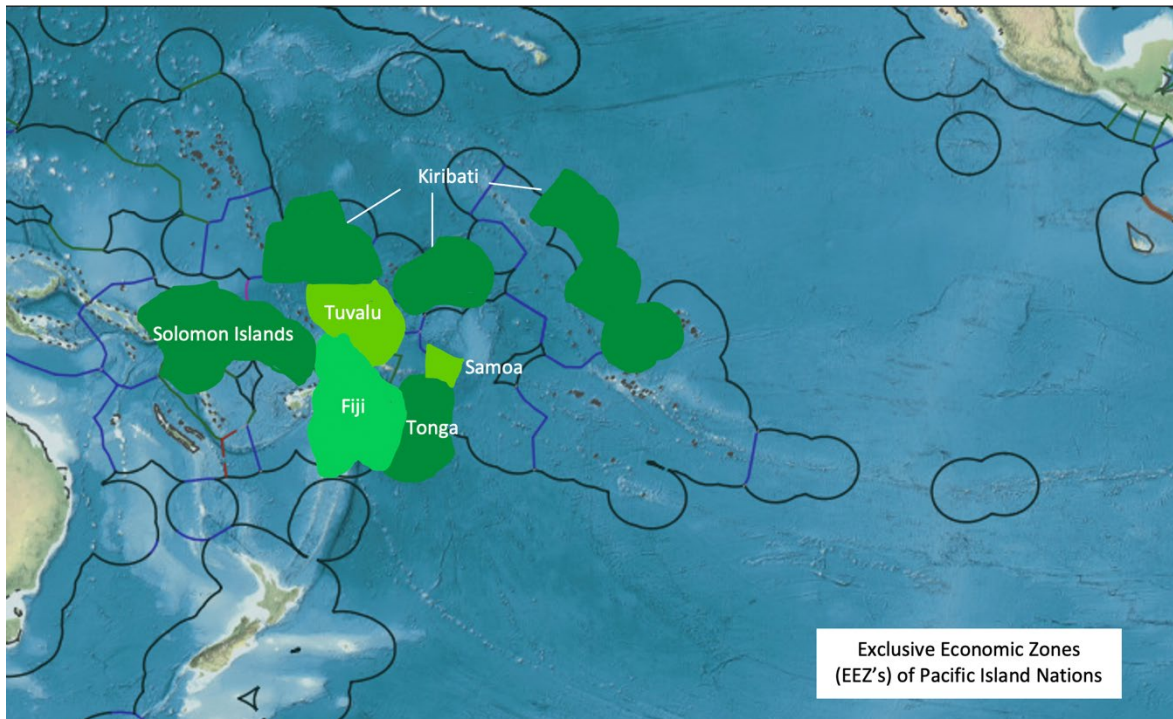 Kiribati
Tuvalu
Solomon Islands
Samoa
Fiji
Tonga
Exclusive Economic Zones
(EEZ’s) of Pacific Island Nations